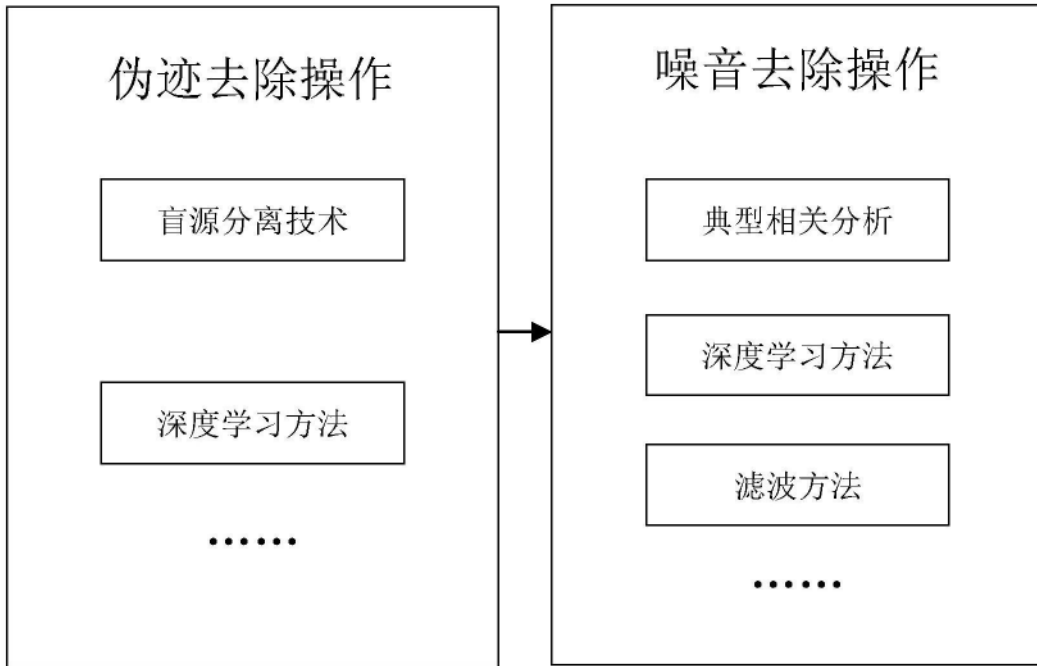 伪迹去除操作
盲源分离技术
深度学习方法
……
噪音去除操作
典型相关分析
深度学习方法
滤波方法
……